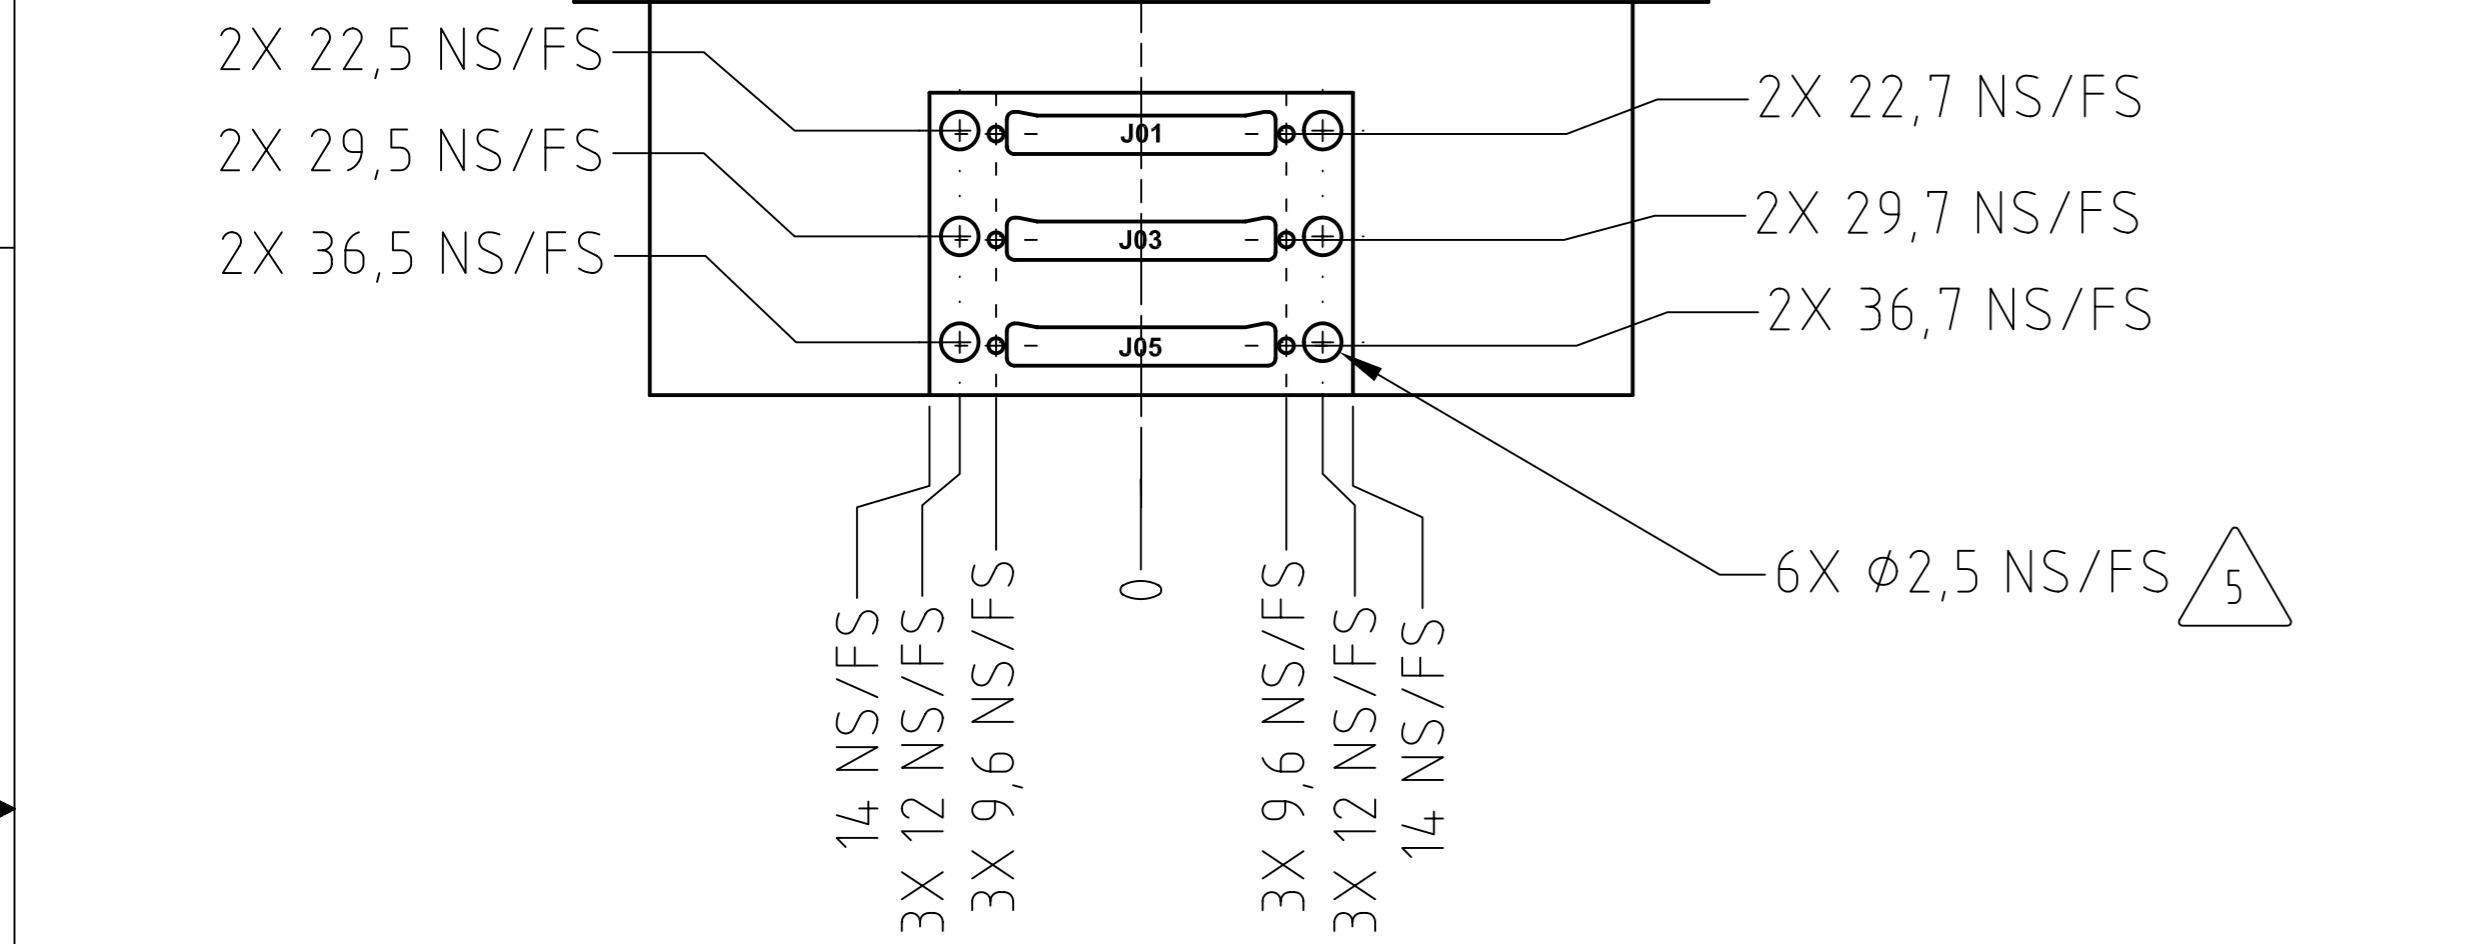 2X 22,5 NS/FS
2X 29,5 NS/FS
2X 36,5 NS/FS
J01
J03
J05
2X 22,7 NS/FS
2X 29,7 NS/FS
2X 36,7 NS/FS
6X Ø2,5 NS/FS
5
14 NS/FS
3X 12 NS/FS
3X 9,6 NS/FS
0
3X 9,6 NS/FS
3X 12 NS/FS
14 NS/FS